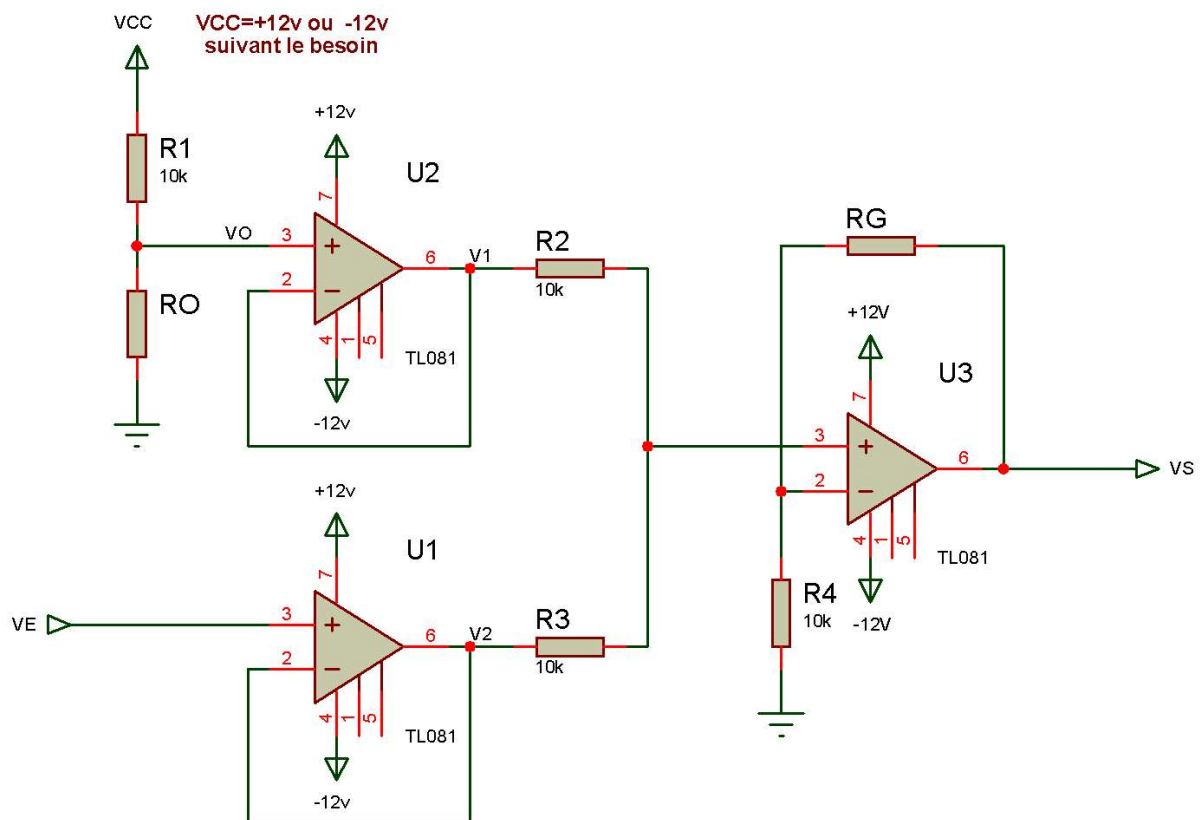 VCC
VCC=+12v ou -12v
suivant le besoin
R1
10k
+12v
U2
7
VO
3
2
6
V1
4
1
5
TL081
-12v
RO
R2
10k
RG
+12V
U3
7
3
2
6
VS
4
1
5
TL081
-12V
R4
10k
+12v
U1
7
VE
3
2
6
V2
4
1
5
TL081
-12v
R3
10k